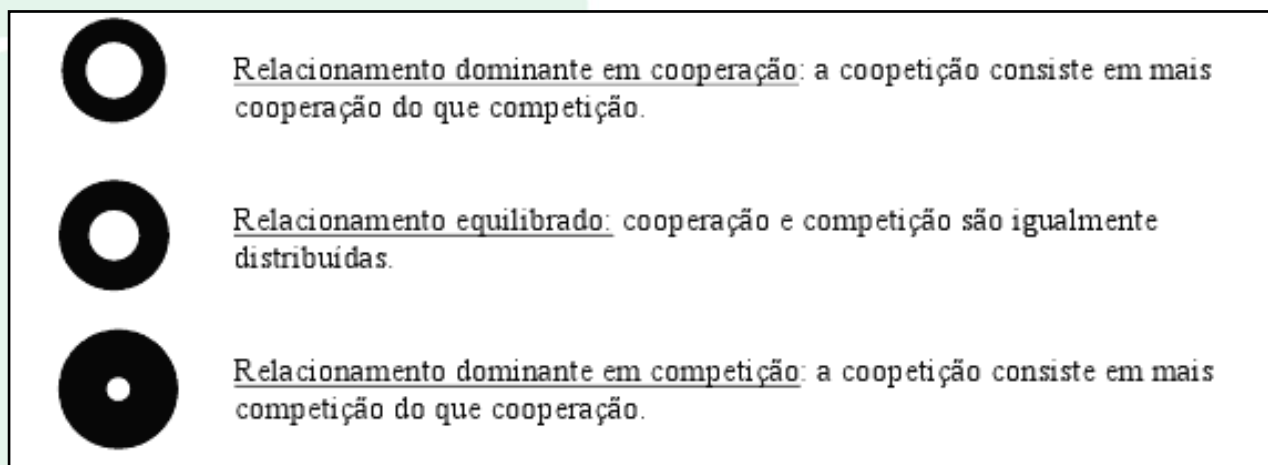 Relacionamento dominante em cooperação: a coopetição consiste em mais
cooperação do que competição.
Relacionamento equilibrado: cooperação e competição são igualmente
distribuídas.
Relacionamento dominante em competição: a coopetição consiste em mais
competição do que cooperação.